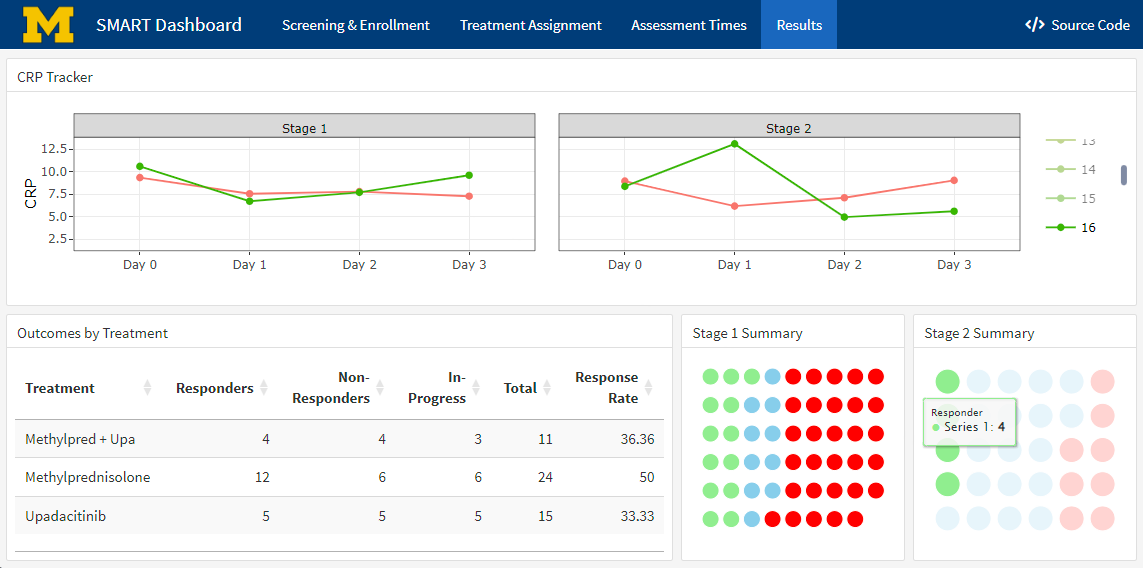 M SMART Dashboard Screening & Enrollment Treatment Assignment Assessment Times Results </> Source Code
CRP Tracker
Stage 1 Stage 2
CRP
12.5
10.0
7.5
5.0
2.5
Day 0 Day 1 Day 2 Day 3 Day 0 Day 1 Day 2 Day 3
13
14
15
16
Outcomes by Treatment
Treatment Responders Non-
Responders In-
Progress Total Response
Rate
Methylpred + Upa 4 4 3 11 36.36
Methylprednisolone 12 6 6 24 50
Upadacitinib 5 5 5 15 33.33
Stage 1 Summary
Stage 2 Summary
Responder
Series 1: 4